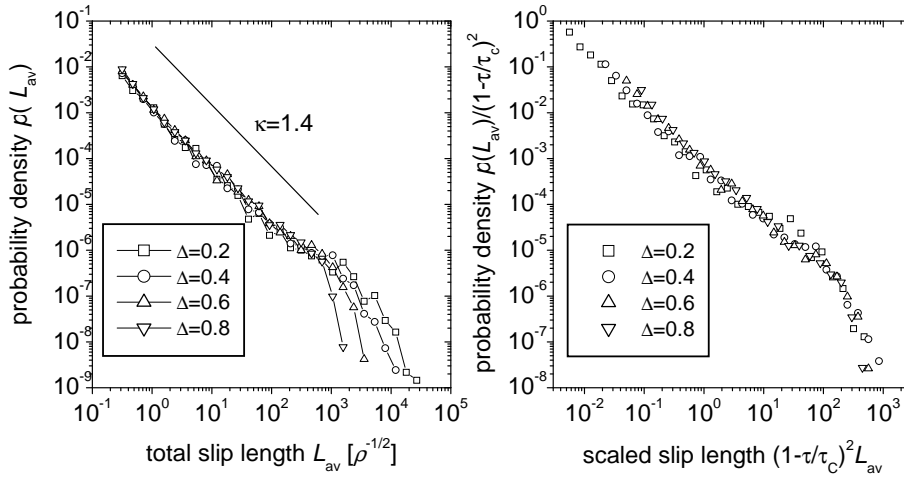 probability density p( L_av)
10^-1
10^-2
10^-3
10^-4
10^-5
10^-6
10^-7
10^-8
10^-9
κ=1.4
Δ=0.2
Δ=0.4
Δ=0.6
Δ=0.8
10^-1 10^0 10^1 10^2 10^3 10^4 10^5
total slip length L_av [ρ^-1/2]
probability density p(L_av)/(1-τ/τ_c)^2
10^0
10^-1
10^-2
10^-3
10^-4
10^-5
10^-6
10^-7
10^-8
Δ=0.2
Δ=0.4
Δ=0.6
Δ=0.8
10^-2 10^-1 10^0 10^1 10^2 10^3
scaled slip length (1-τ/τ_C)^2L_av